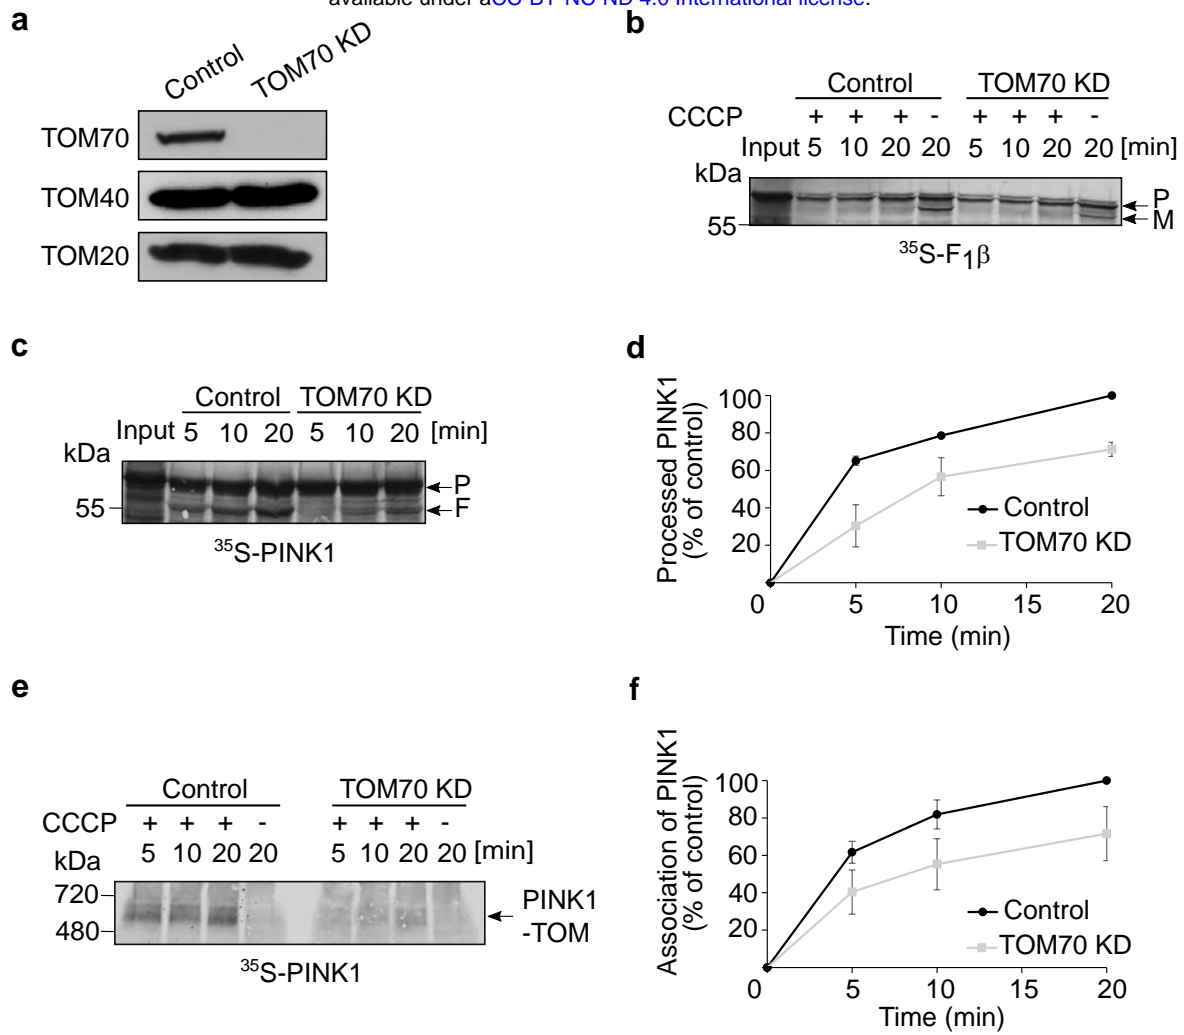 available under aCC-BY-NC-ND 4.0 International license.
a
Control TOM70 KD
TOM70
TOM40
TOM20
b
Control TOM70 KD
CCCP + + + - + + + -
Input 5 10 20 20 5 10 20 20 [min]
kDa
P
M
55
³⁵S-F₁β
c
Control TOM70 KD
Input 5 10 20 5 10 20 [min]
kDa
P
55 F
³⁵S-PINK1
d
Processed PINK1
(% of control)
100
80
60
40
20
Control
TOM70 KD
0 5 10 15 20
Time (min)
e
Control TOM70 KD
CCCP + + + - + + + -
kDa 5 10 20 20 5 10 20 20 [min]
720
480
PINK1
-TOM
³⁵S-PINK1
f
Association of PINK1
(% of control)
100
80
60
40
20
Control
TOM70 KD
0 5 10 15 20
Time (min)